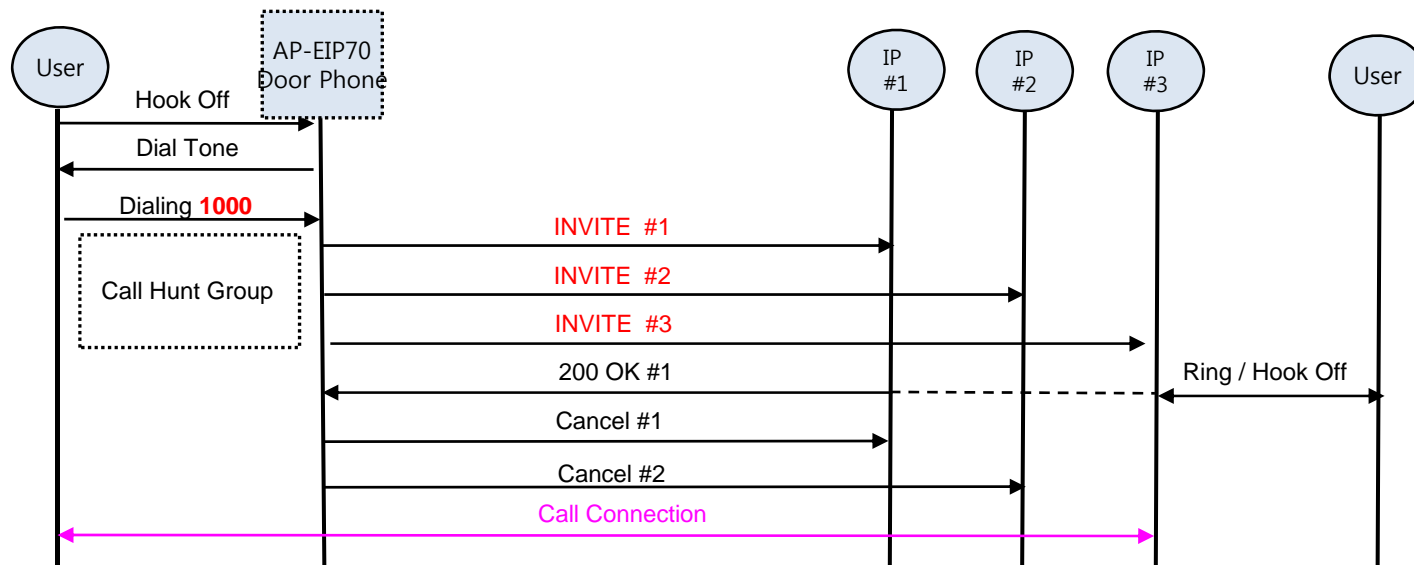 User
AP-EIP70
Door Phone
IP
#1
IP
#2
IP
#3
User
Hook Off
Dial Tone
Dialing 1000
INVITE #1
Call Hunt Group
INVITE #2
INVITE #3
200 OK #1
Ring / Hook Off
Cancel #1
Cancel #2
Call Connection